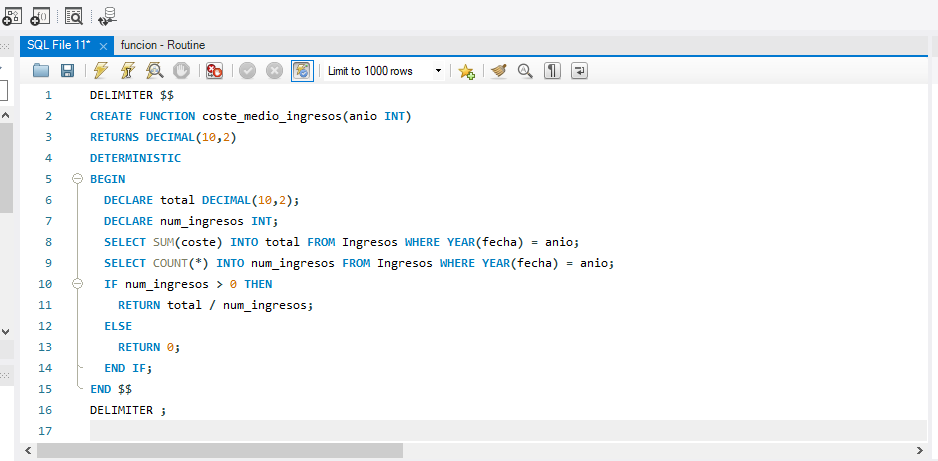 SQL File 11* × funcion - Routine
Limit to 1000 rows
1 DELIMITER $$
2 CREATE FUNCTION coste_medio_ingresos(anio INT)
3 RETURNS DECIMAL(10,2)
4 DETERMINISTIC
5 BEGIN
6 DECLARE total DECIMAL(10,2);
7 DECLARE num_ingresos INT;
8 SELECT SUM(coste) INTO total FROM Ingresos WHERE YEAR(fecha) = anio;
9 SELECT COUNT(*) INTO num_ingresos FROM Ingresos WHERE YEAR(fecha) = anio;
10 IF num_ingresos > 0 THEN
11 RETURN total / num_ingresos;
12 ELSE
13 RETURN 0;
14 END IF;
15 END $$
16 DELIMITER ;
17